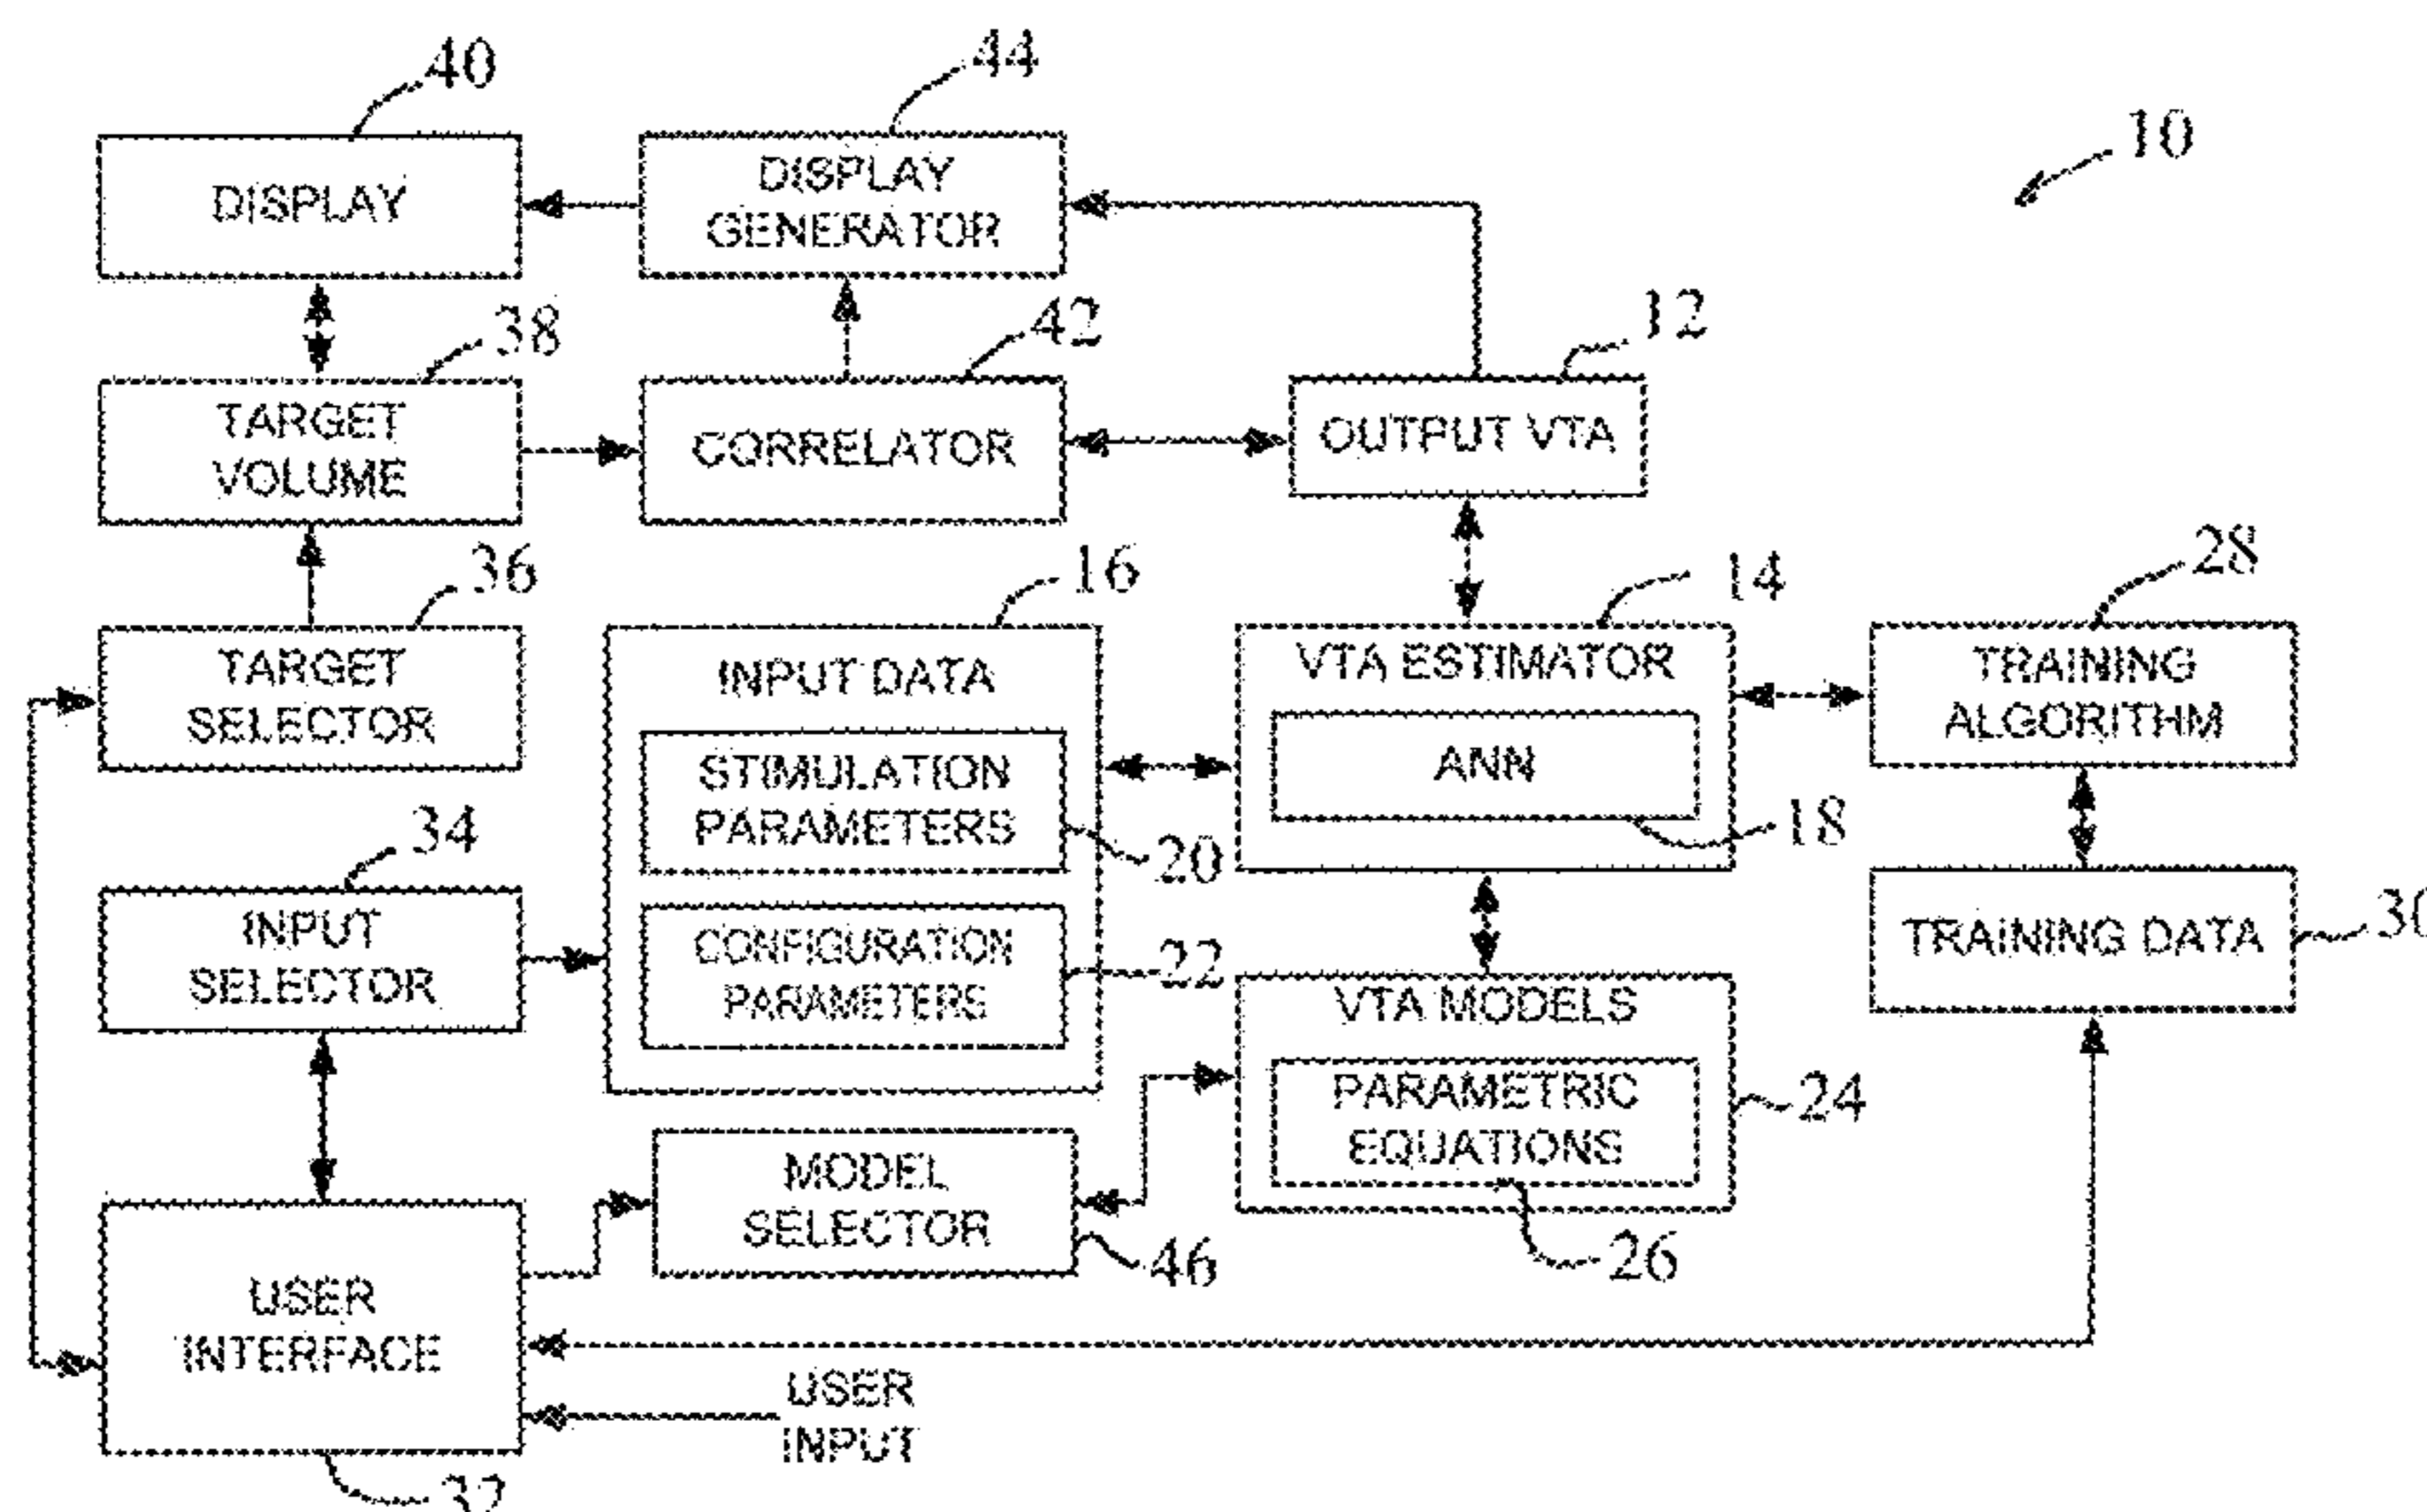 40
44
10
DISPLAY
DISPLAY
GENERATOR
38
42
12
TARGET
VOLUME
CORRELATOR
OUTPUT VTA
36
16
14
28
TARGET
SELECTOR
INPUT DATA
VTA ESTIMATOR
TRAINING
ALGORITHM
STIMULATION
PARAMETERS
ANN
34
20
18
INPUT
SELECTOR
CONFIGURATION
PARAMETERS
22
TRAINING DATA
30
VTA MODELS
PARAMETRIC
EQUATIONS
24
MODEL
SELECTOR
46
26
USER
INTERFACE
USER
INPUT
32